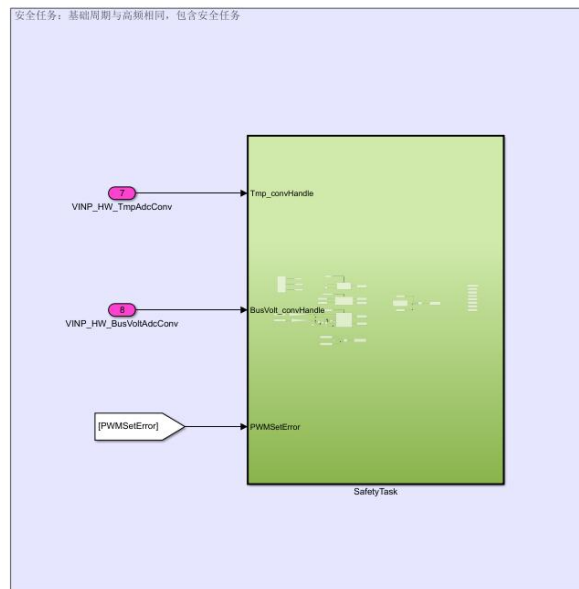 安全任务：基础周期与高频相同，包含安全任务
7
Tmp_convHandle
VINP_HW_TmpAdcConv
8
BusVolt_convHandle
VINP_HW_BusVoltAdcConv
[PWMSetError]
PWMSetError
SafetyTask